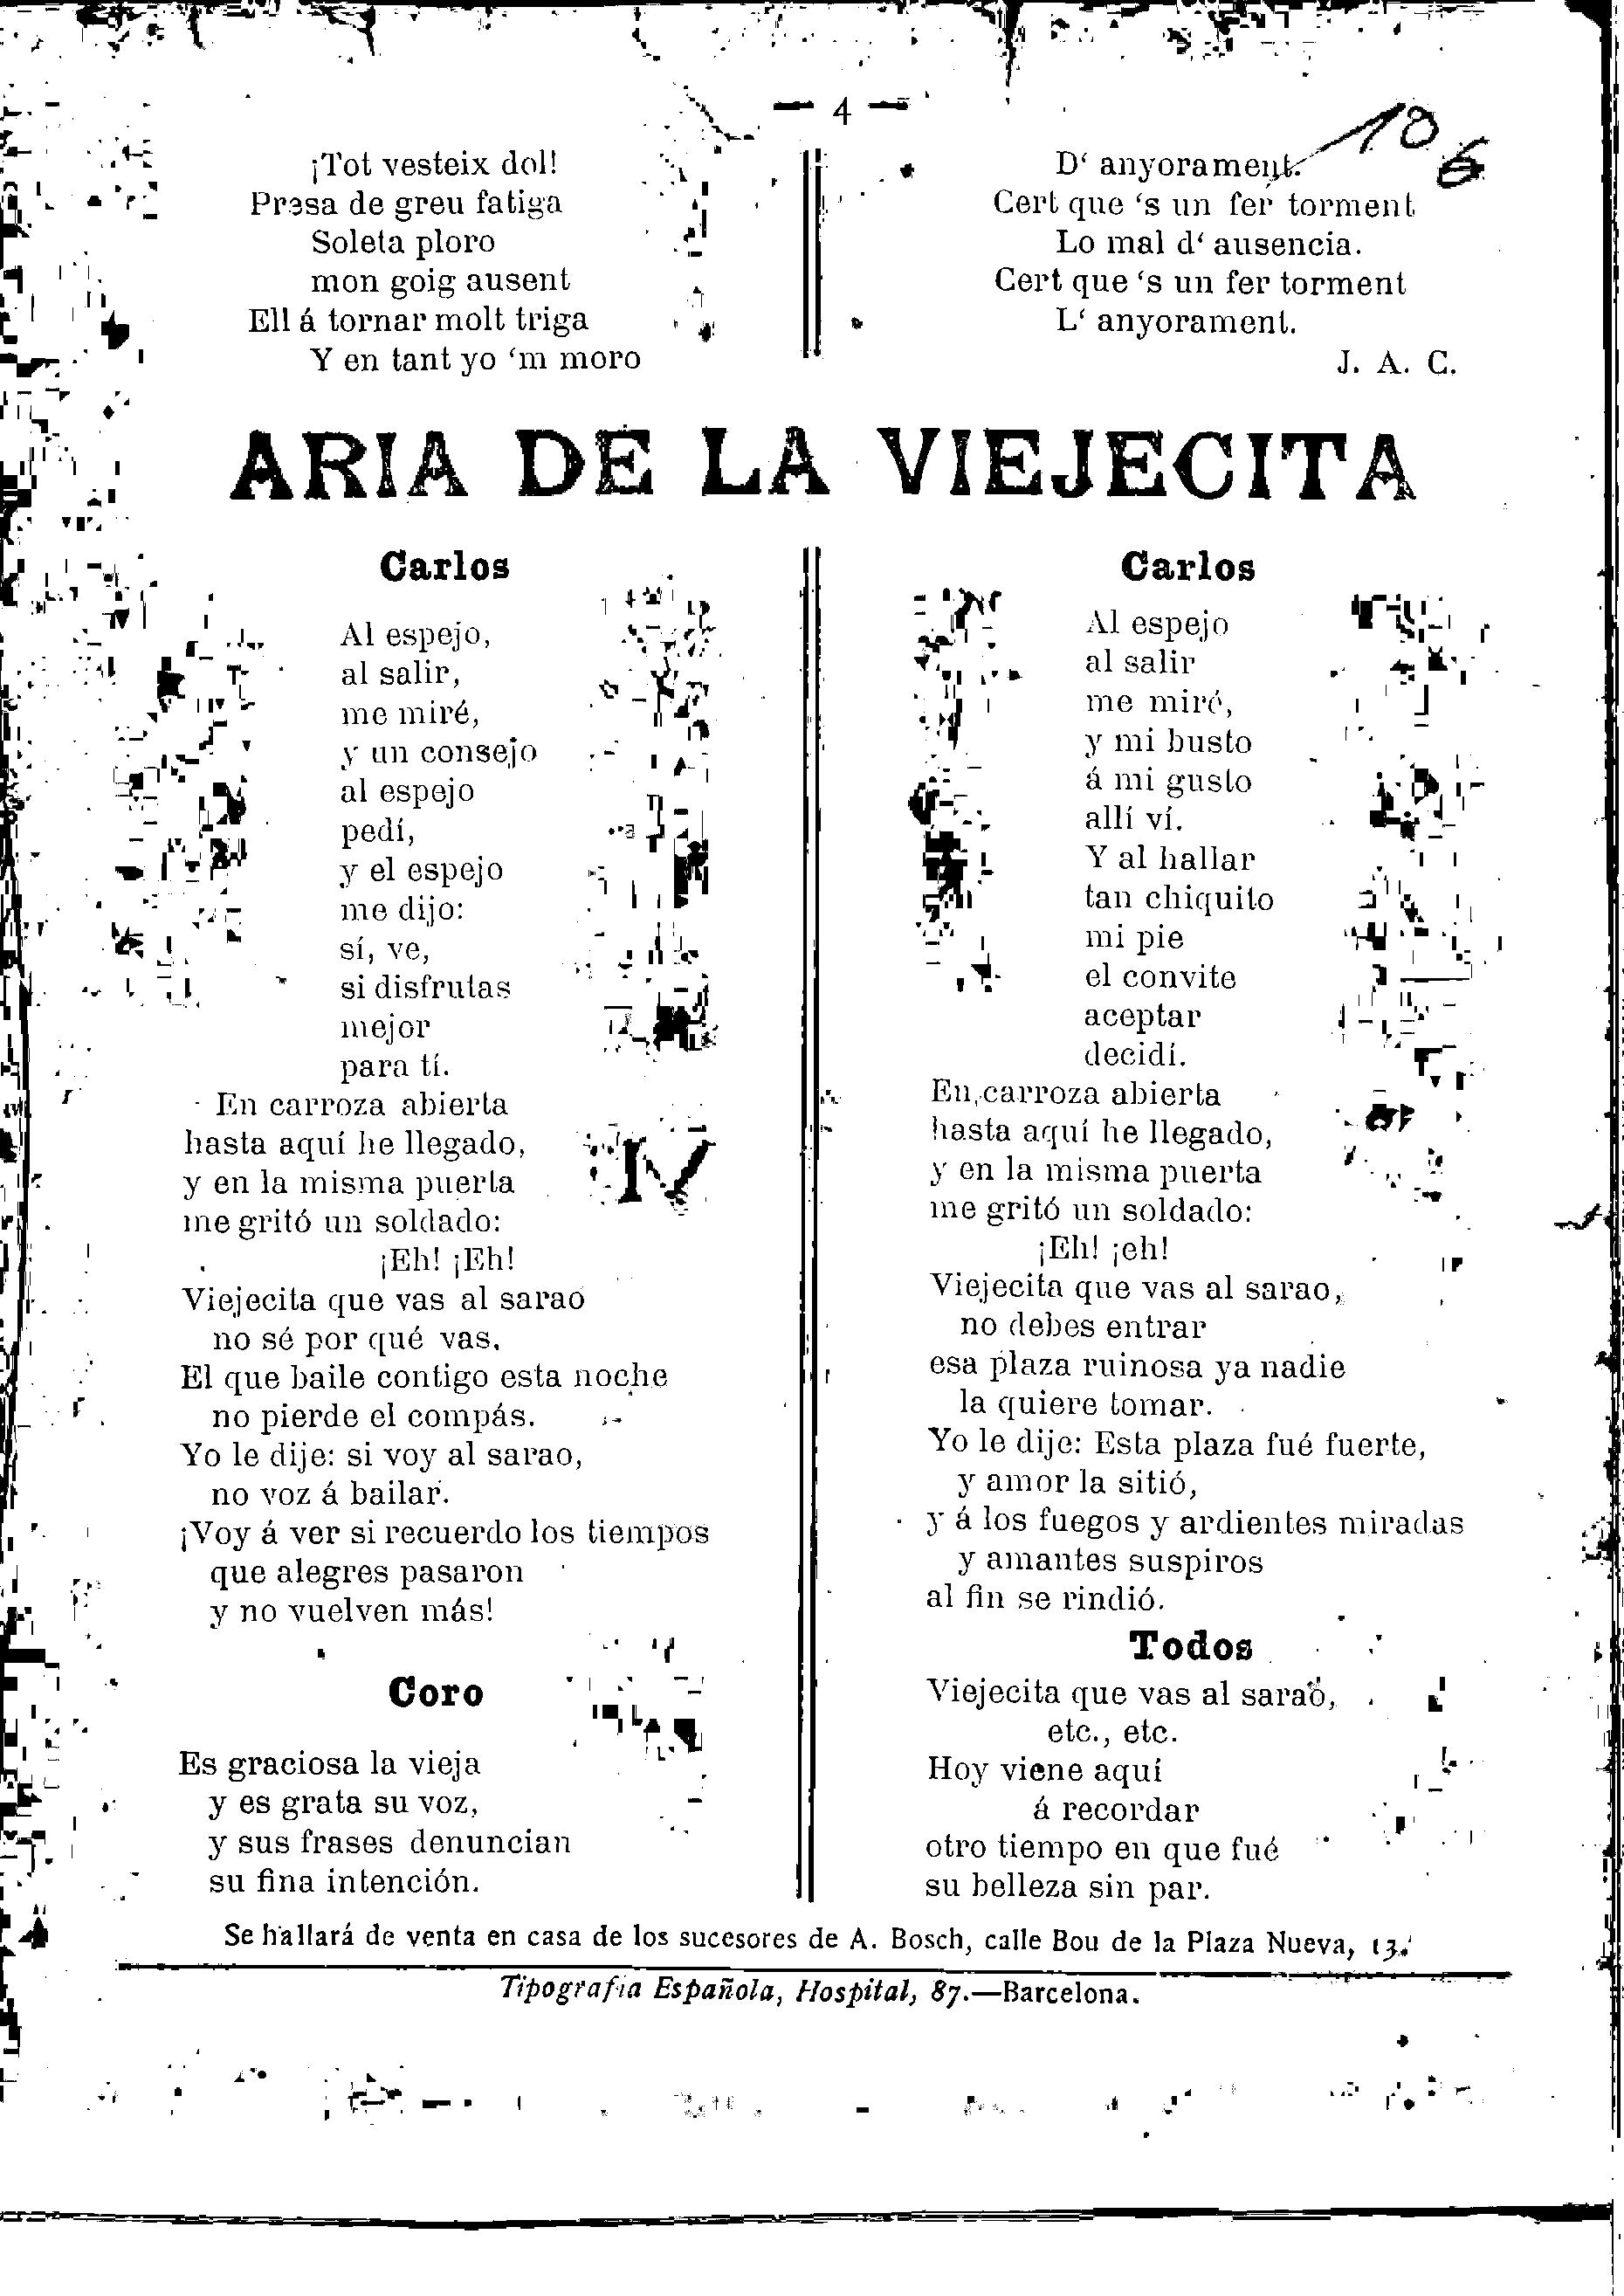 — 4 —
106
¡Tot vesteix dol!
Presa de greu fatiga
Soleta ploro
mon goig ausent
Ell á tornar molt triga
Y en tant yo ‘m moro
D‘ anyorament.
Cert que ‘s un fer torment
Lo mal d‘ ausencia.
Cert que ‘s un fer torment
L‘ anyorament.
J. A. C.
ARIA DE LA VIEJECITA
Carlos
Al espejo,
al salir,
me miré,
y un consejo
al espejo
pedí,
y el espejo
me dijo:
sí, ve,
si disfrutas
mejor
para tí.
En carroza abierta
hasta aquí he llegado,
y en la misma puerta
me gritó un soldado:
¡Eh! ¡Eh!
Viejecita que vas al sarao
no sé por qué vas.
El que baile contigo esta noche
no pierde el compás.
Yo le dije: si voy al sarao,
no voz á bailar.
¡Voy á ver si recuerdo los tiempos
que alegres pasaron
y no vuelven más!
Coro
Es graciosa la vieja
y es grata su voz,
y sus frases denuncian
su fina intención.
Carlos
Al espejo
al salir
me miré,
y mi busto
á mi gusto
allí ví.
Y al hallar
tan chiquito
mi pie
el convite
aceptar
decidí.
En carroza abierta
hasta aquí he llegado,
y en la misma puerta
me gritó un soldado:
¡Eh! ¡eh!
Viejecita que vas al sarao,
no debes entrar
esa plaza ruinosa ya nadie
la quiere tomar.
Yo le dije: Esta plaza fué fuerte,
y amor la sitió,
y á los fuegos y ardientes miradas
y amantes suspiros
al fin se rindió.
Todos
Viejecita que vas al sarao,
etc., etc.
Hoy viene aquí
á recordar
otro tiempo en que fué
su belleza sin par.
Se hallará de venta en casa de los sucesores de A. Bosch, calle Bou de la Plaza Nueva, 13.
Tipografia Española, Hospital, 87.—Barcelona.